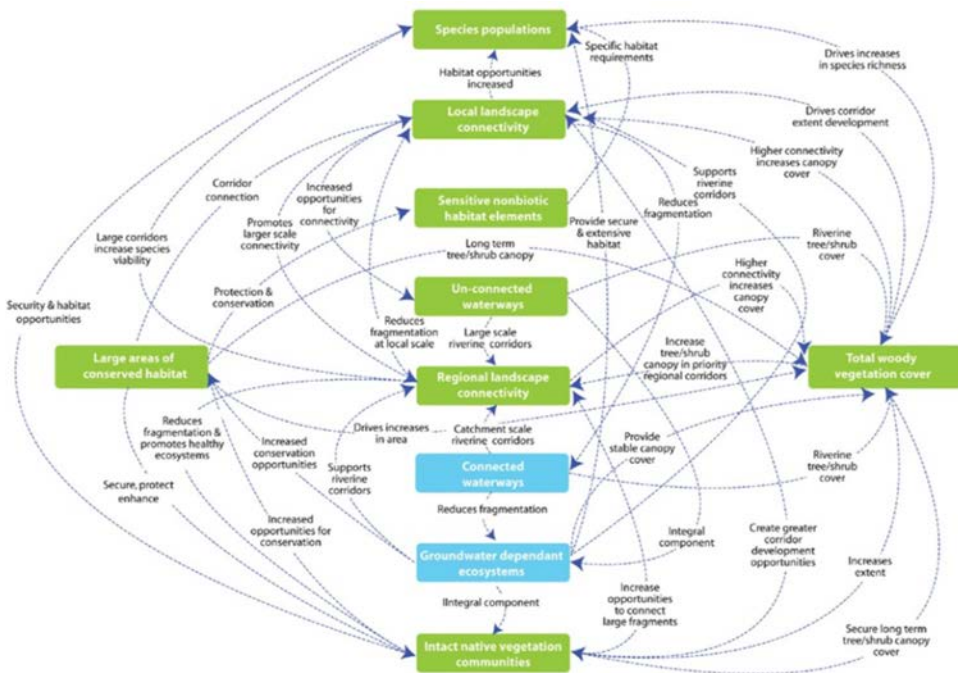 Species populations
Specific habitat
requirements
Drives increases
in species richness
Habitat opportunities
increased
Local landscape
connectivity
Drives corridor
extent development
Higher connectivity
increases canopy
cover
Corridor
connection
Increased
opportunities
for
connectivity
Supports
riverine
corridors
Sensitive nonbiotic
habitat elements
Reduces
fragmentation
Promotes
larger scale
connectivity
Provide secure
& extensive
habitat
Large corridors
increase species
viability
Long term
tree/shrub canopy
Riverine
tree/shrub
cover
Higher
connectivity
increases
canopy
cover
Protection &
conservation
Un-connected
waterways
Security & habitat
opportunities
Reduces
fragmentation
at local scale
Large scale
riverine corridors
Increase
tree/shrub
canopy in priority
regional corridors
Large areas of
conserved habitat
Total woody
vegetation cover
Regional landscape
connectivity
Reduces
fragmentation &
promotes healthy
ecosystems
Drives increases
in area
Catchment scale
riverine corridors
Provide
stable canopy
cover
Increased
conservation
opportunities
Supports
riverine
corridors
Connected
waterways
Riverine
tree/shrub
cover
Secure, protect
enhance
Reduces fragmentation
Increased
opportunities for
conservation
Integral
component
Create greater
corridor
development
opportunities
Groundwater dependant
ecosystems
Increases
extent
IIntegral component
Increase
opportunities
to connect
large fragments
Intact native vegetation
communities
Secure long term
tree/shrub canopy
cover